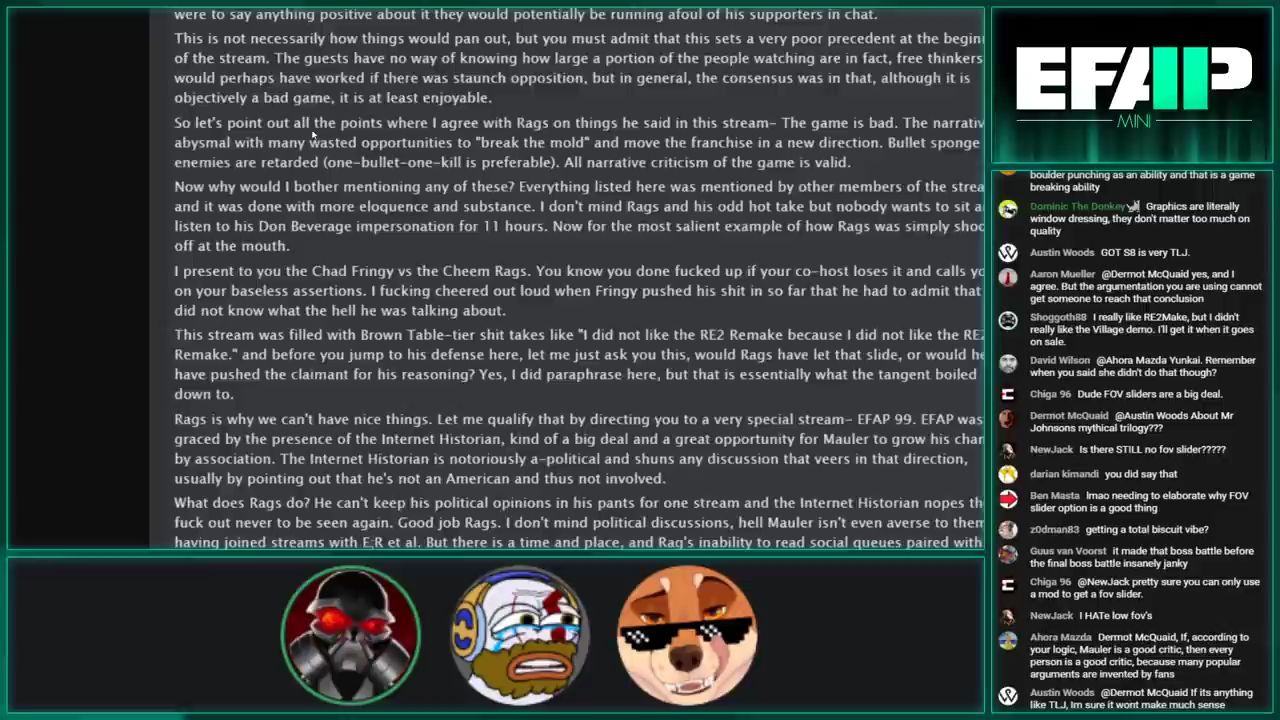 were to say anything positive about it they would potentially be running afoul of his supporters in chat.
This is not necessarily how things would pan out, but you must admit that this sets a very poor precedent at the begin
of the stream. The guests have no way of knowing how large a portion of the people watching are in fact, free thinkers
would perhaps have worked if there was staunch opposition, but in general, the consensus was in that, although it is
objectively a bad game, it is at least enjoyable.
So let's point out all the points where I agree with Rags on things he said in this stream- The game is bad. The narrativ
abysmal with many wasted opportunities to "break the mold" and move the franchise in a new direction. Bullet sponge
enemies are retarded (one-bullet-one-kill is preferable). All narrative criticism of the game is valid.
Now why would I bother mentioning any of these? Everything listed here was mentioned by other members of the strea
and it was done with more eloquence and substance. I don't mind Rags and his odd hot take but nobody wants to sit a
listen to his Don Beverage impersonation for 11 hours. Now for the most salient example of how Rags was simply shoo
off at the mouth.
I present to you the Chad Fringy vs the Cheem Rags. You know you done fucked up if your co-host loses it and calls yo
on your baseless assertions. I fucking cheered out loud when Fringy pushed his shit in so far that he had to admit that
did not know what the hell he was talking about.
This stream was filled with Brown Table-tier shit takes like "I did not like the RE2 Remake because I did not like the RE2
Remake." and before you jump to his defense here, let me just ask you this, would Rags have let that slide, or would he
have pushed the claimant for his reasoning? Yes, I did paraphrase here, but that is essentially what the tangent boiled
down to.
Rags is why we can't have nice things. Let me qualify that by directing you to a very special stream- EFAP 99. EFAP was
graced by the presence of the Internet Historian, kind of a big deal and a great opportunity for Mauler to grow his chan
by association. The Internet Historian is notoriously a-political and shuns any discussion that veers in that direction,
usually by pointing out that he's not an American and thus not involved.
What does Rags do? He can't keep his political opinions in his pants for one stream and the Internet Historian nopes th
fuck out never to be seen again. Good job Rags. I don't mind political discussions, hell Mauler isn't even averse to them
having joined streams with E;R et al. But there is a time and place, and Rag's inability to read social queues paired with
EFAP
MINI
boulder punching as an ability and that is a game
breaking ability
Dominic The Donkey Graphics are literally
window dressing, they don't matter too much on
quality
Austin Woods GOT S8 is very TLJ.
Aaron Mueller @Dermot McQuaid yes, and I
agree. But the argumentation you are using cannot
get someone to reach that conclusion
Shoggoth88 I really like RE2Make, but I didn't
really like the Village demo. I'll get it when it goes
on sale.
David Wilson @Ahora Mazda Yunkai. Remember
when you said she didn't do that though?
Chiga 96 Dude FOV sliders are a big deal.
Dermot McQuaid @Austin Woods About Mr
Johnsons mythical trilogy???
NewJack Is there STILL no fov slider?????
darian kimandi you did say that
Ben Masta lmao needing to elaborate why FOV
slider option is a good thing
z0dman83 getting a total biscuit vibe?
Guus van Voorst it made that boss battle before
the final boss battle insanely janky
Chiga 96 @NewJack pretty sure you can only use
a mod to get a fov slider.
NewJack I HATe low fov's
Ahora Mazda Dermot McQuaid, If, according to
your logic, Mauler is a good critic, then every
person is a good critic, because many popular
arguments are invented by fans
Austin Woods @Dermot McQuaid If its anything
like TLJ, Im sure it wont make much sense